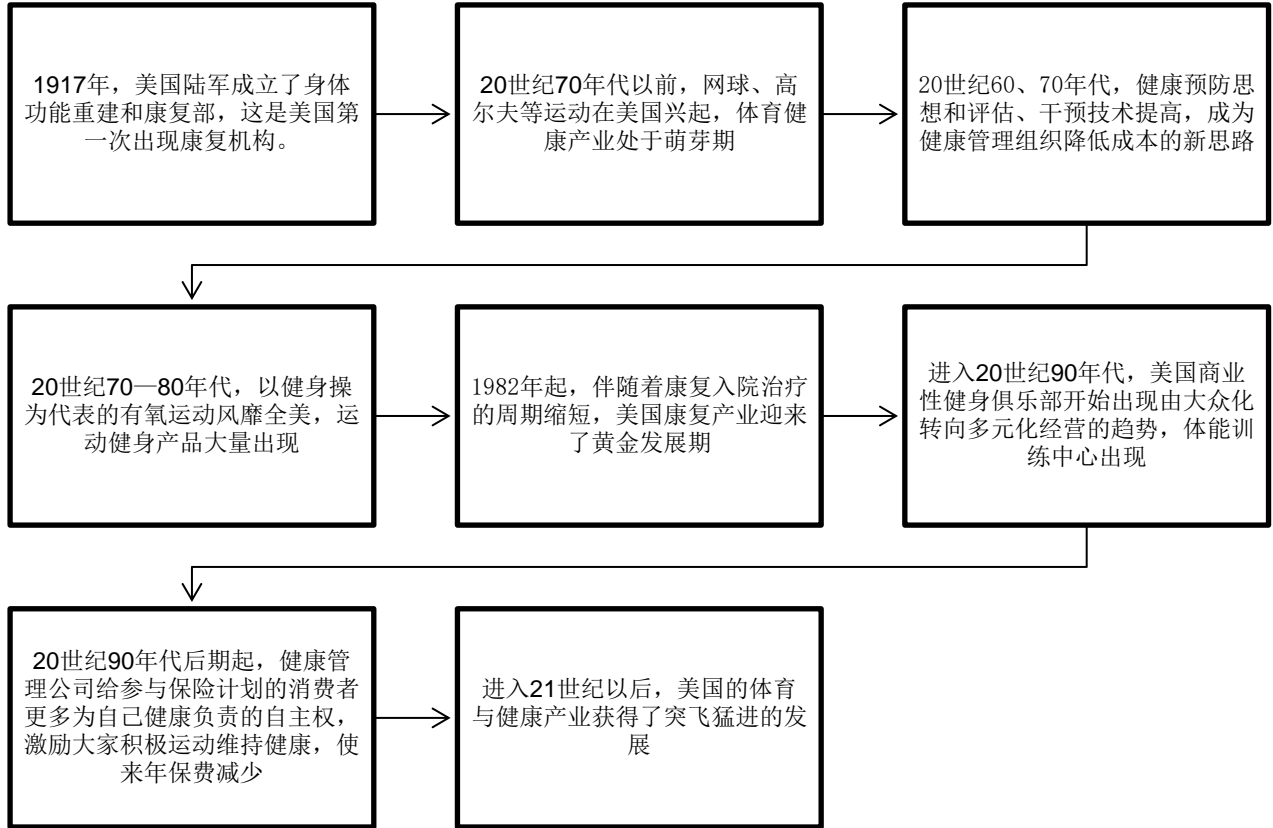 1917年，美国陆军成立了身体
功能重建和康复部，这是美国第
一次出现康复机构。
20世纪70年代以前，网球、高
尔夫等运动在美国兴起，体育健
康产业处于萌芽期
20世纪60、70年代，健康预防思
想和评估、干预技术提高，成为
健康管理组织降低成本的新思路
20世纪70—80年代，以健身操
为代表的有氧运动风靡全美，运
动健身产品大量出现
1982年起，伴随着康复入院治疗
的周期缩短，美国康复产业迎来
了黄金发展期
进入20世纪90年代，美国商业
性健身俱乐部开始出现由大众化
转向多元化经营的趋势，体能训
练中心出现
20世纪90年代后期起，健康管
理公司给参与保险计划的消费者
更多为自己健康负责的自主权，
激励大家积极运动维持健康，使
来年保费减少
进入21世纪以后，美国的体育
与健康产业获得了突飞猛进的发
展